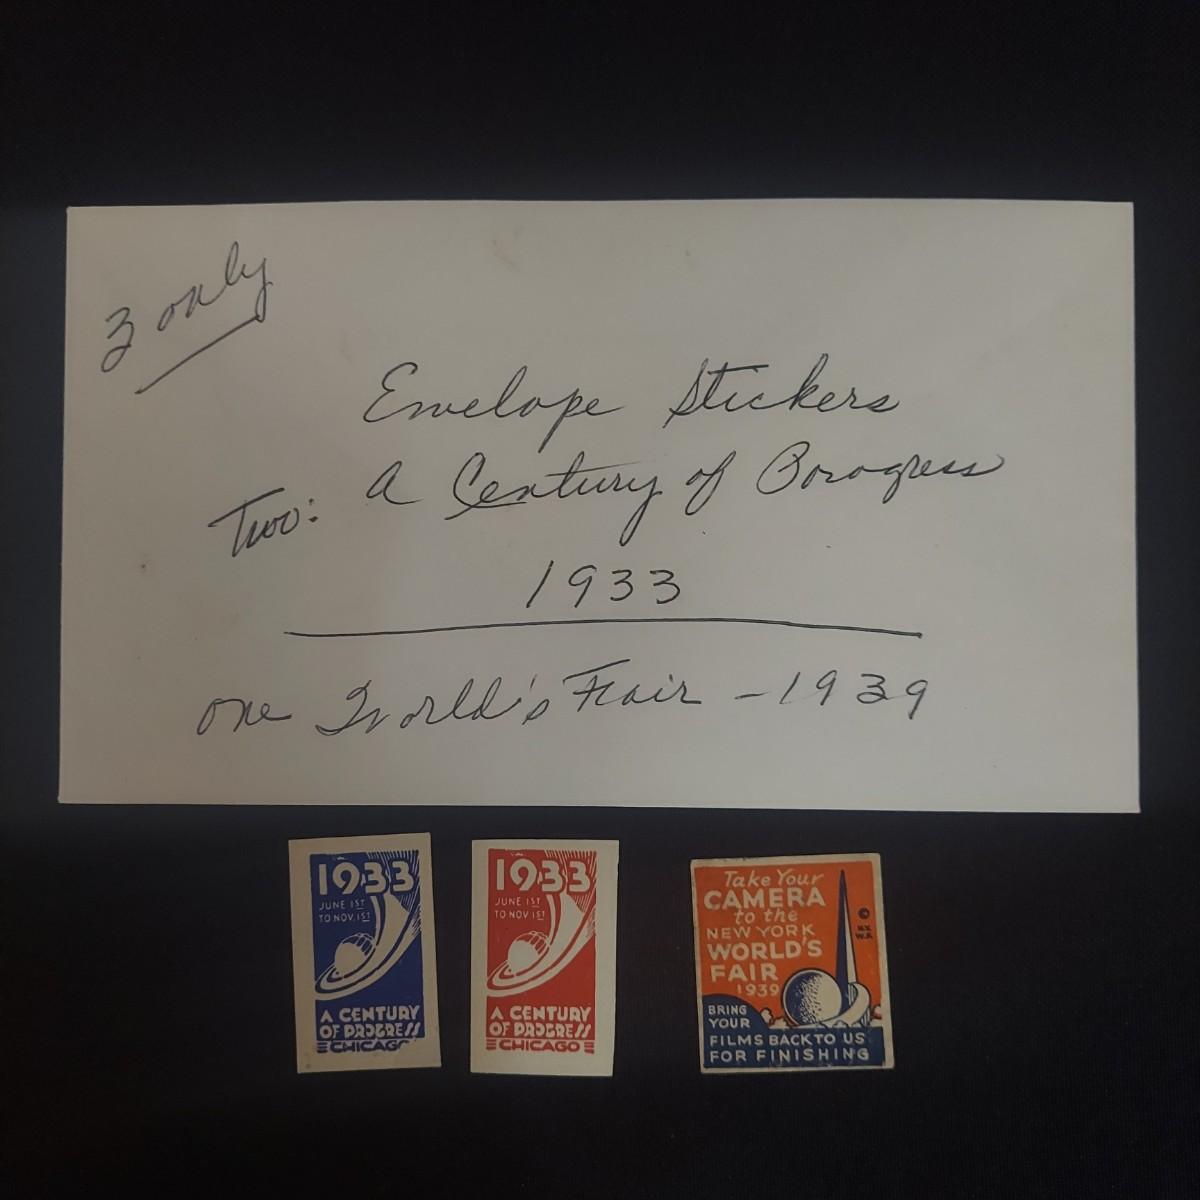 3 only
Envelope Stickers
Two: A Century of Porogress
1933
one World's Fair - 1939
1933
JUNE 1ST
TO NOV. 1ST
A CENTURY
OF PROGRESS
CHICAGO
1933
JUNE 1ST
TO NOV. 1ST
A CENTURY
OF PROGRESS
CHICAGO
Take Your
CAMERA
to the
NEW YORK
WORLD'S
FAIR
1939
©
N.Y.
W.F.
BRING
YOUR
FILMS BACK TO US
FOR FINISHING